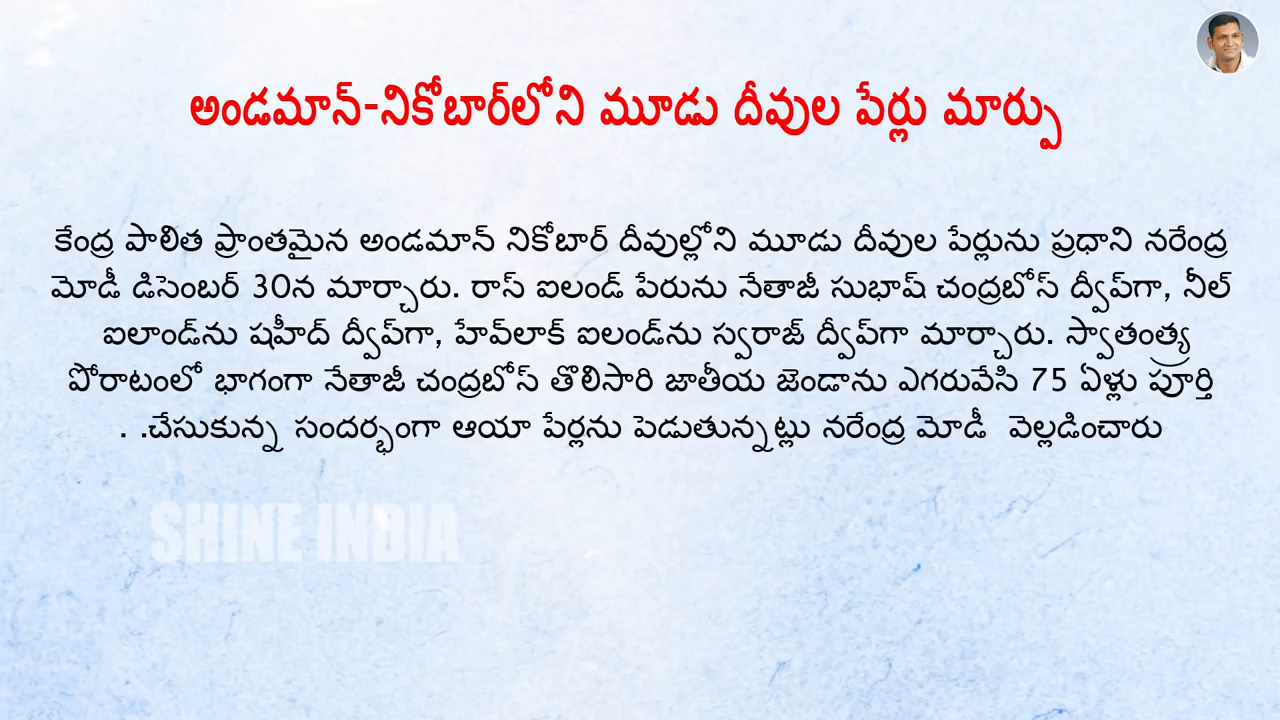 అండమాన్-నికోబార్‌లోని మూడు దీవుల పేర్లు మార్పు
కేంద్ర పాలిత ప్రాంతమైన అండమాన్ నికోబార్ దీవుల్లోని మూడు దీవుల పేర్లును ప్రధాని నరేంద్ర
మోడీ డిసెంబర్ 30న మార్చారు. రాస్ ఐలండ్ పేరును నేతాజీ సుభాష్ చంద్రబోస్ ద్వీప్‌గా, నీల్
ఐలాండ్‌ను షహీద్ ద్వీప్‌గా, హేవ్‌లాక్ ఐలండ్‌ను స్వరాజ్ ద్వీప్‌గా మార్చారు. స్వాతంత్ర్య
పోరాటంలో భాగంగా నేతాజీ చంద్రబోస్ తొలిసారి జాతీయ జెండాను ఎగరువేసి 75 ఏళ్లు పూర్తి
. .చేసుకున్న సందర్భంగా ఆయా పేర్లను పెడుతున్నట్లు నరేంద్ర మోడీ  వెల్లడించారు
SHINE INDIA